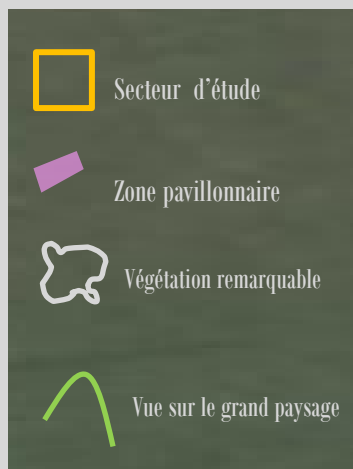 Secteur d'étude
Zone pavillonnaire
Végétation remarquable
Vue sur le grand paysage